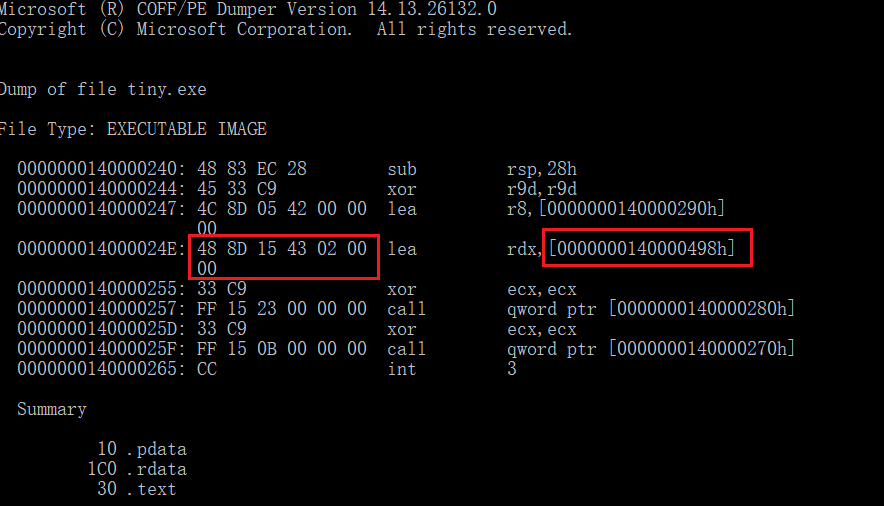 Microsoft (R) COFF/PE Dumper Version 14.13.26132.0
Copyright (C) Microsoft Corporation.  All rights reserved.
Dump of file tiny.exe
File Type: EXECUTABLE IMAGE
0000000140000240: 48 83 EC 28        sub         rsp,28h
0000000140000244: 45 33 C9           xor         r9d,r9d
0000000140000247: 4C 8D 05 42 00 00  lea         r8,[0000000140000290h]
00
000000014000024E: 48 8D 15 43 02 00  lea         rdx,[0000000140000498h]
00
0000000140000255: 33 C9              xor         ecx,ecx
0000000140000257: FF 15 23 00 00 00  call        qword ptr [0000000140000280h]
000000014000025D: 33 C9              xor         ecx,ecx
000000014000025F: FF 15 0B 00 00 00  call        qword ptr [0000000140000270h]
0000000140000265: CC                 int         3
Summary
10 .pdata
1C0 .rdata
30 .text